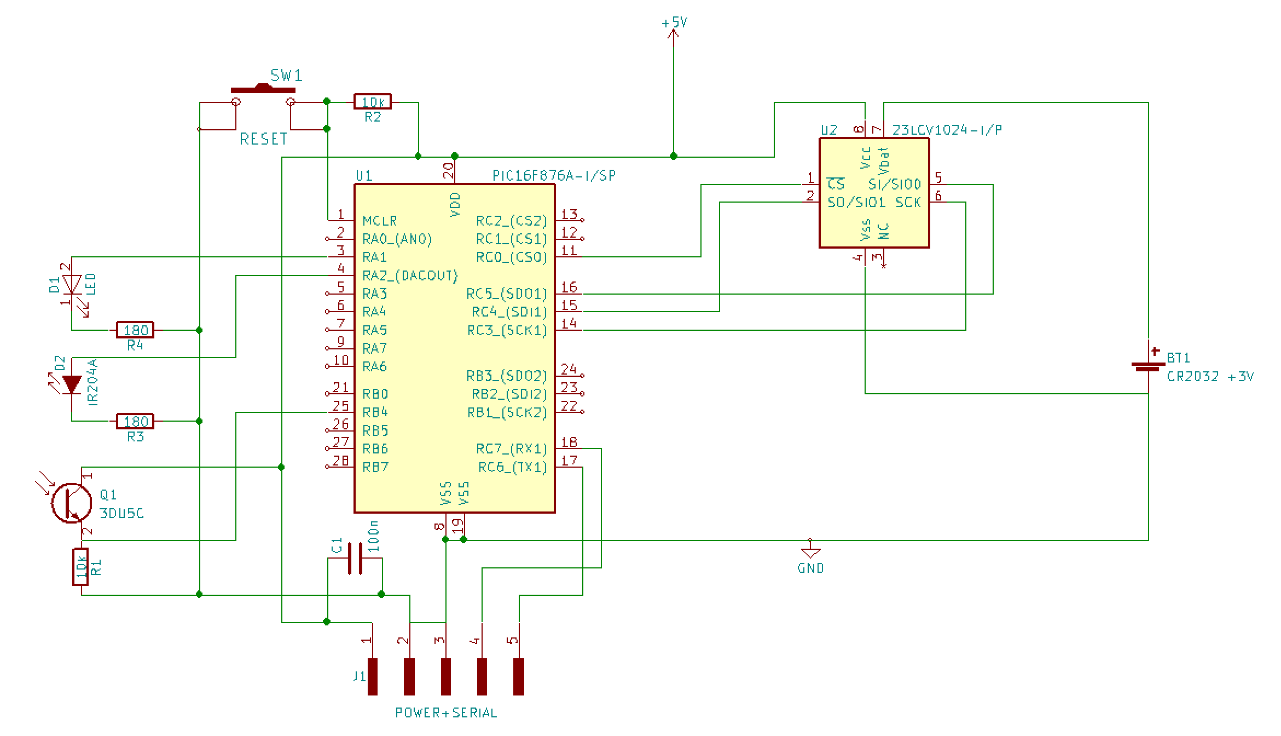 +5V
SW1
10k
R2
RESET
U2
8
7
23LCV1024-I/P
VCC
Vbat
1
CS
SI/SIO0
5
2
SO/SIO1
SCK
6
Vss
NC
4
3
U1
20
PIC16F876A-I/SP
VDD
1
MCLR
RC2_(CS2)
13
2
RA0_(AN0)
RC1_(CS1)
12
3
RA1
RC0_(CS0)
11
4
RA2_(DACOUT)
5
RA3
RC5_(SDO1)
16
6
RA4
RC4_(SDI1)
15
7
RA5
RC3_(SCK1)
14
9
RA7
10
RA6
RB3_(SDO2)
24
21
RB0
RB2_(SDI2)
23
25
RB4
RB1_(SCK2)
22
26
RB5
27
RB6
RC7_(RX1)
18
28
RB7
RC6_(TX1)
17
VSS
VSS
8
19
D1
2
1
LED
180
R4
D2
IR204A
180
R3
1
Q1
3DU5C
2
10k
R1
C1
100n
BT1
CR2032 +3V
GND
1
2
3
4
5
J1
POWER+SERIAL